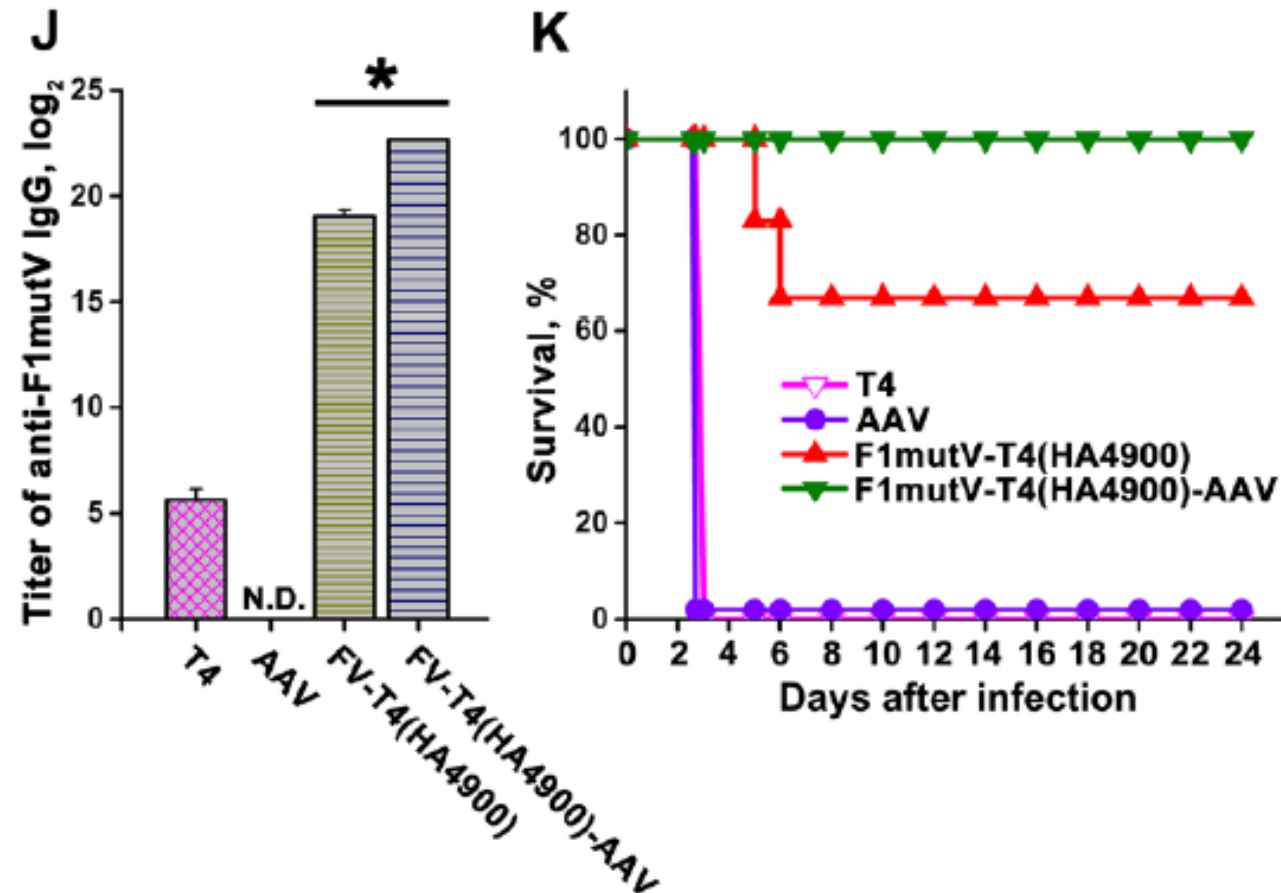 J
Titer of anti-F1mutV IgG, log₂
25
20
15
10
5
0
*
N.D.
T4
AAV
FV-T4(HA4900)
FV-T4(HA4900)-AAV
K
Survival, %
100
80
60
40
20
0
T4
AAV
F1mutV-T4(HA4900)
F1mutV-T4(HA4900)-AAV
0 2 4 6 8 10 12 14 16 18 20 22 24
Days after infection